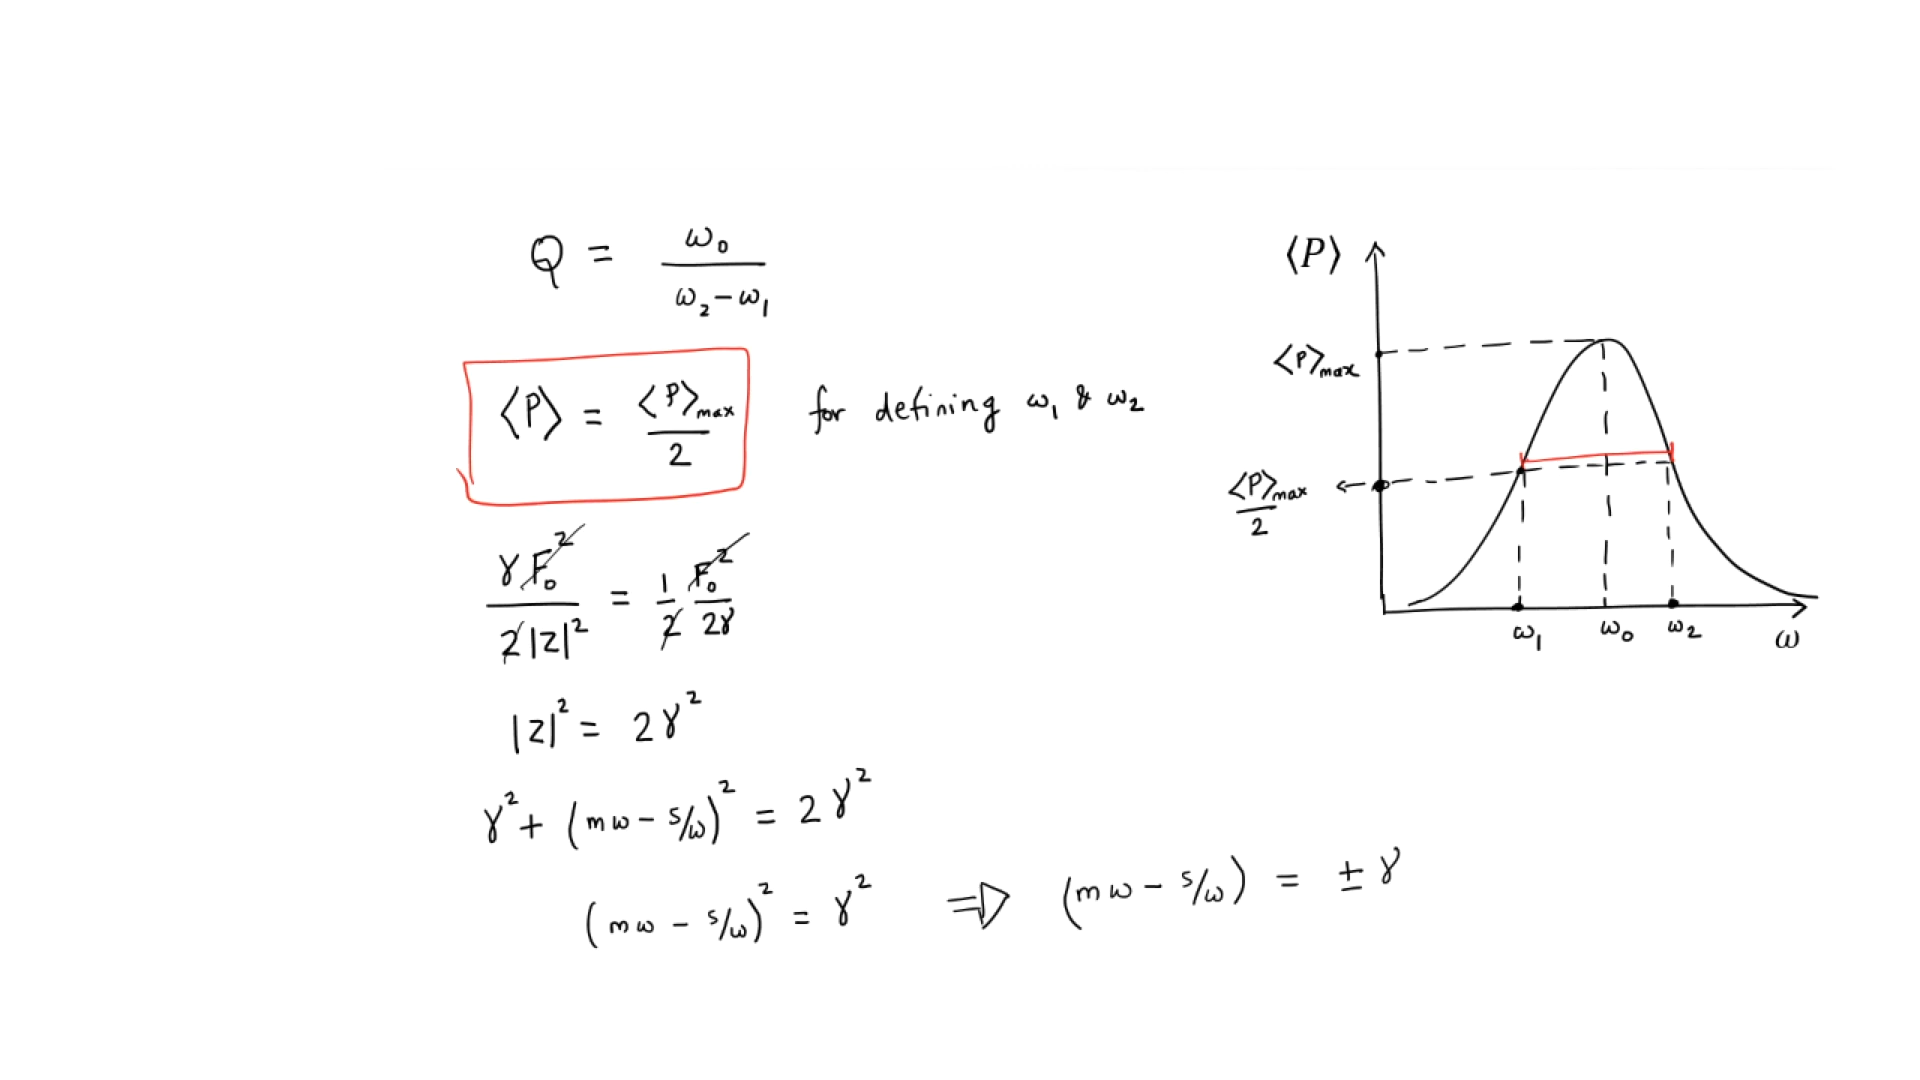 Q = ω₀ / (ω₂ − ω₁)
⟨P⟩ = ⟨P⟩max / 2 for defining ω₁ & ω₂
γ F₀² / 2|Z|² = 1/2 F₀² / 2γ
|Z|² = 2γ²
γ² + (mω − s/ω)² = 2γ²
(mω − s/ω)² = γ² ⇒ (mω − s/ω) = ± γ
⟨P⟩
⟨P⟩max
⟨P⟩max / 2
ω₁ ω₀ ω₂ ω